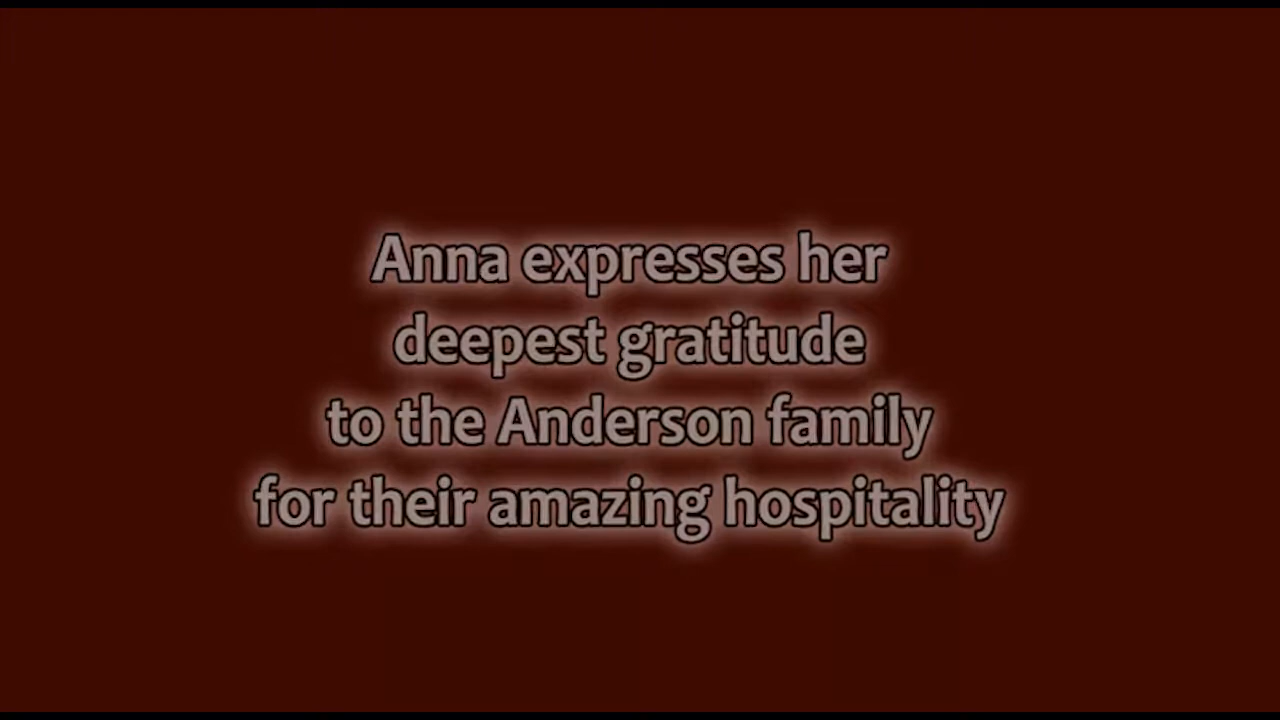 Anna expresses her
deepest gratitude
to the Anderson family
for their amazing hospitality